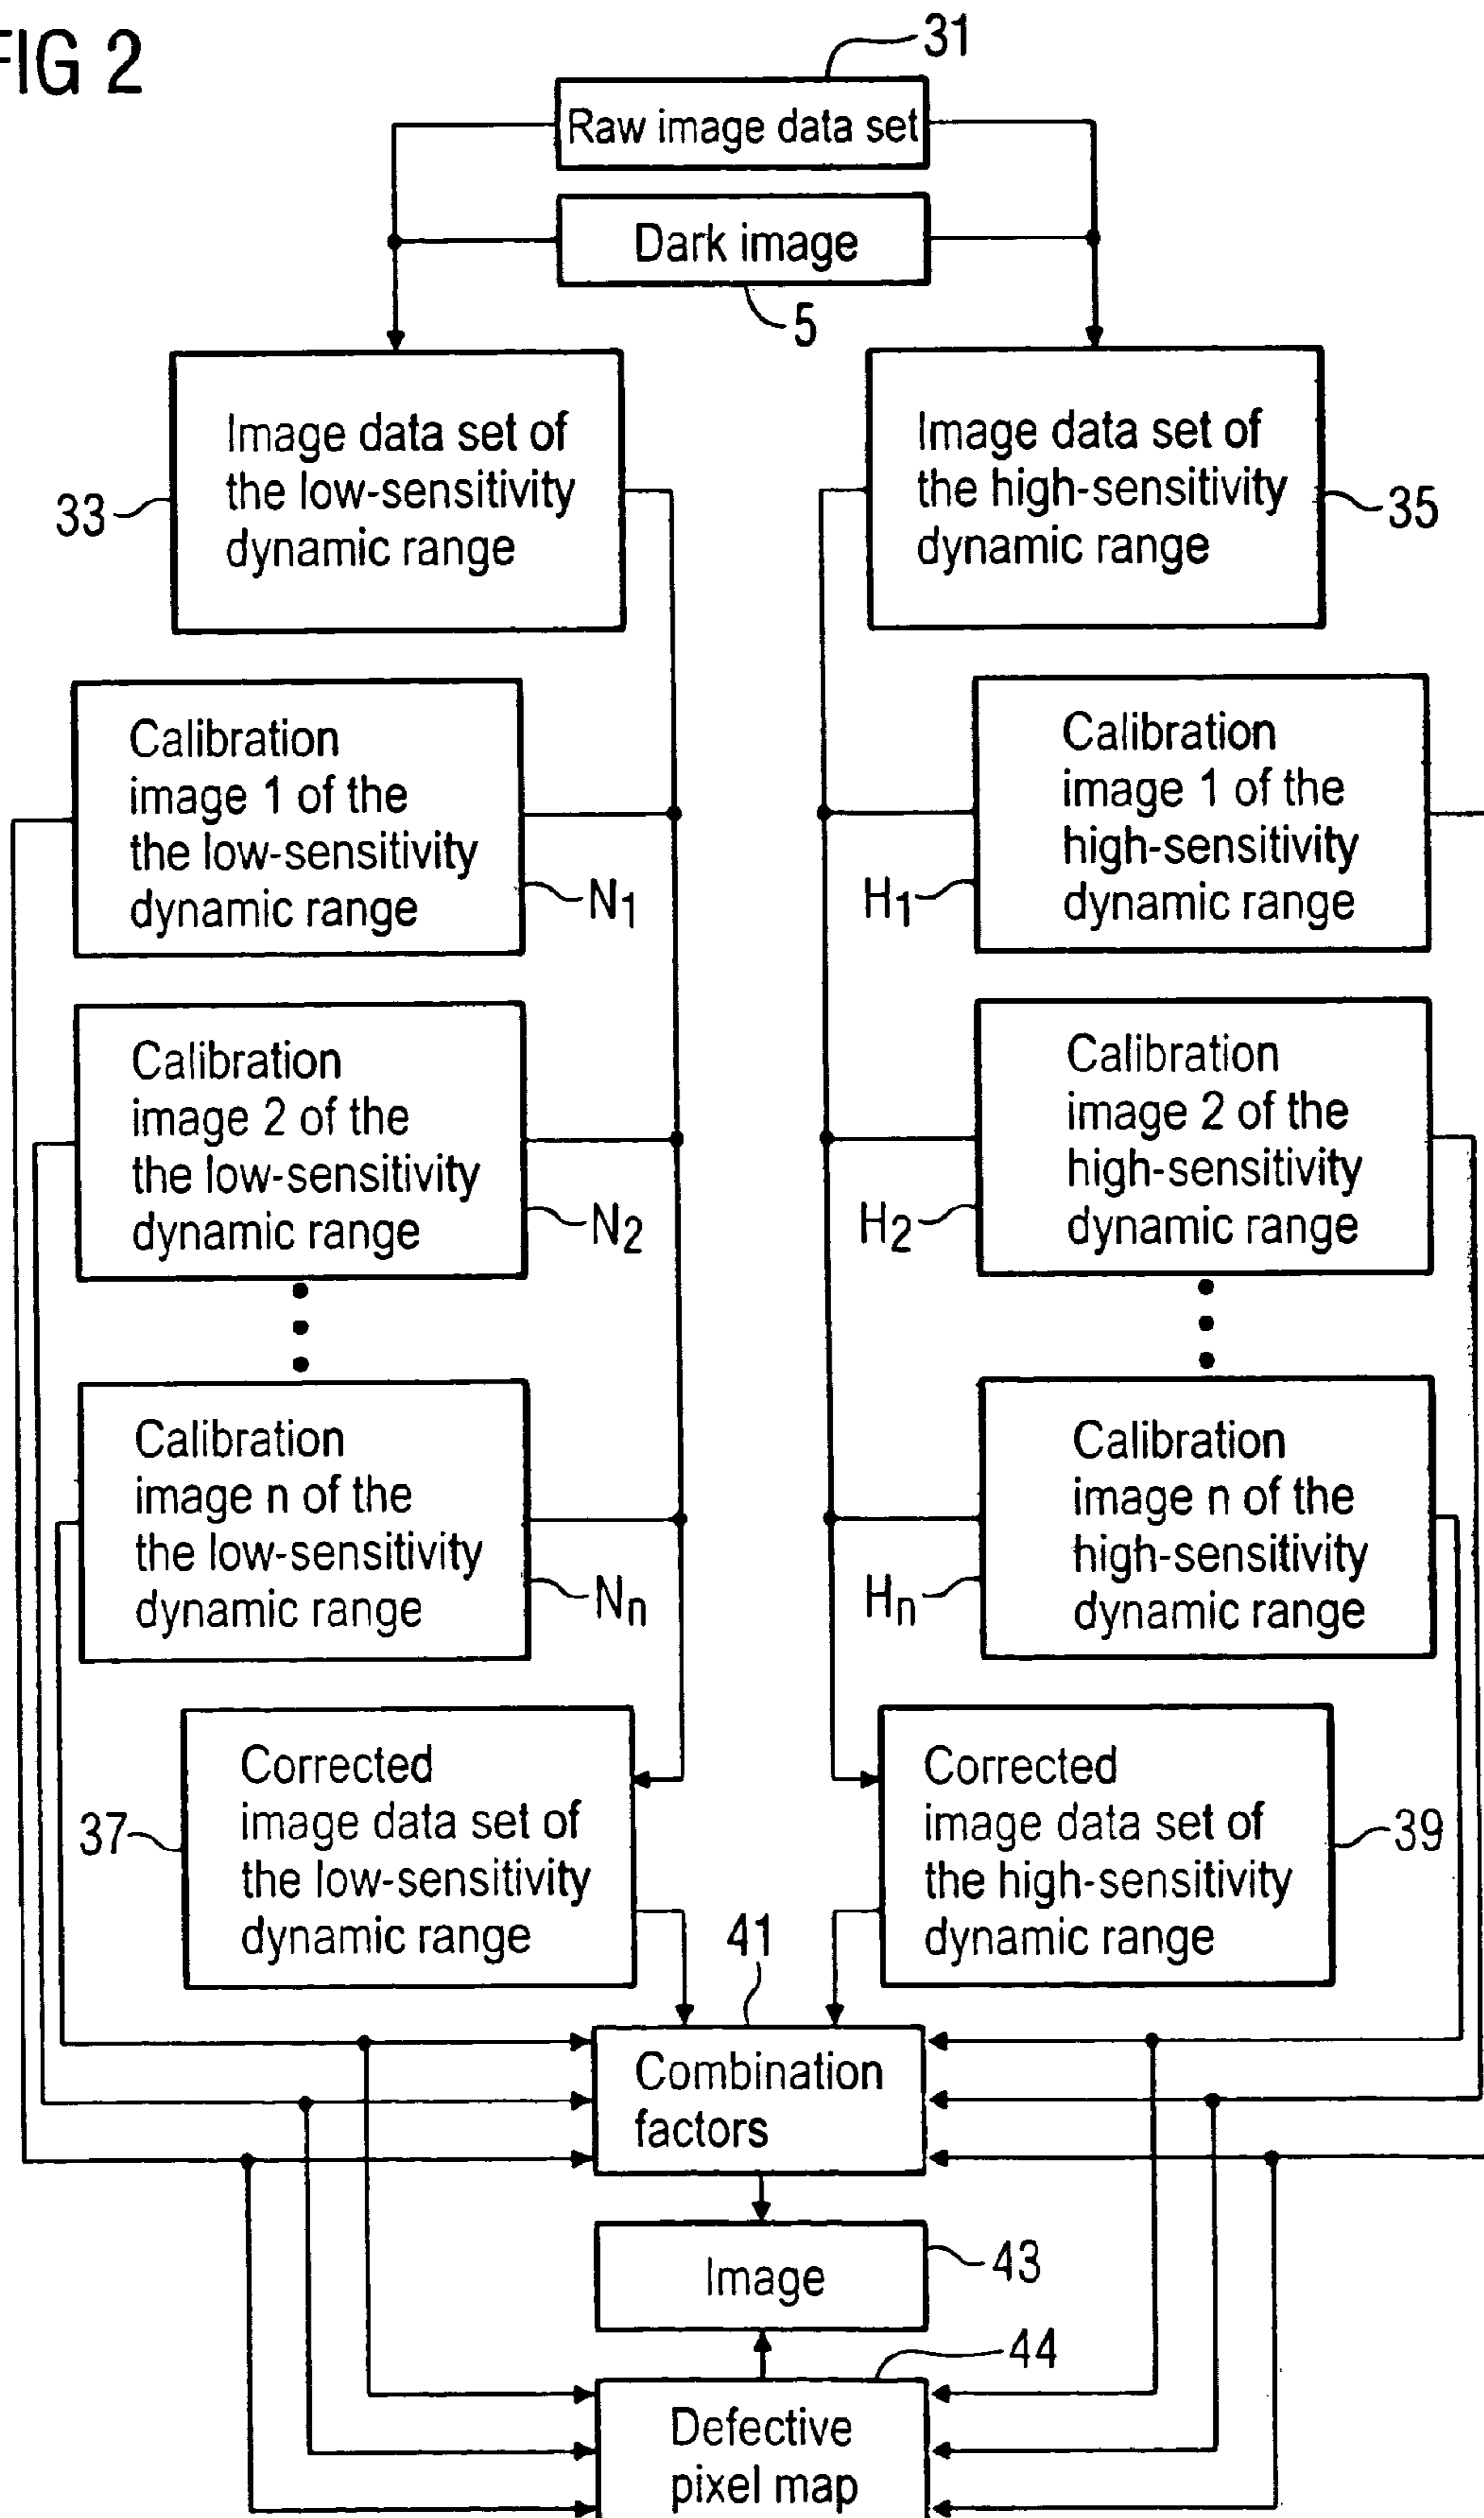 FIG 2
31
Raw image data set
Dark image
5
Image data set of
the low-sensitivity
dynamic range
33
Image data set of
the high-sensitivity
dynamic range
35
Calibration
image 1 of the
the low-sensitivity
dynamic range
N1
Calibration
image 1 of the
high-sensitivity
dynamic range
H1
Calibration
image 2 of the
the low-sensitivity
dynamic range
N2
Calibration
image 2 of the
high-sensitivity
dynamic range
H2
Calibration
image n of the
the low-sensitivity
dynamic range
Nn
Calibration
image n of the
high-sensitivity
dynamic range
Hn
Corrected
image data set of
the low-sensitivity
dynamic range
37
Corrected
image data set of
the high-sensitivity
dynamic range
39
41
Combination
factors
Image
43
44
Defective
pixel map